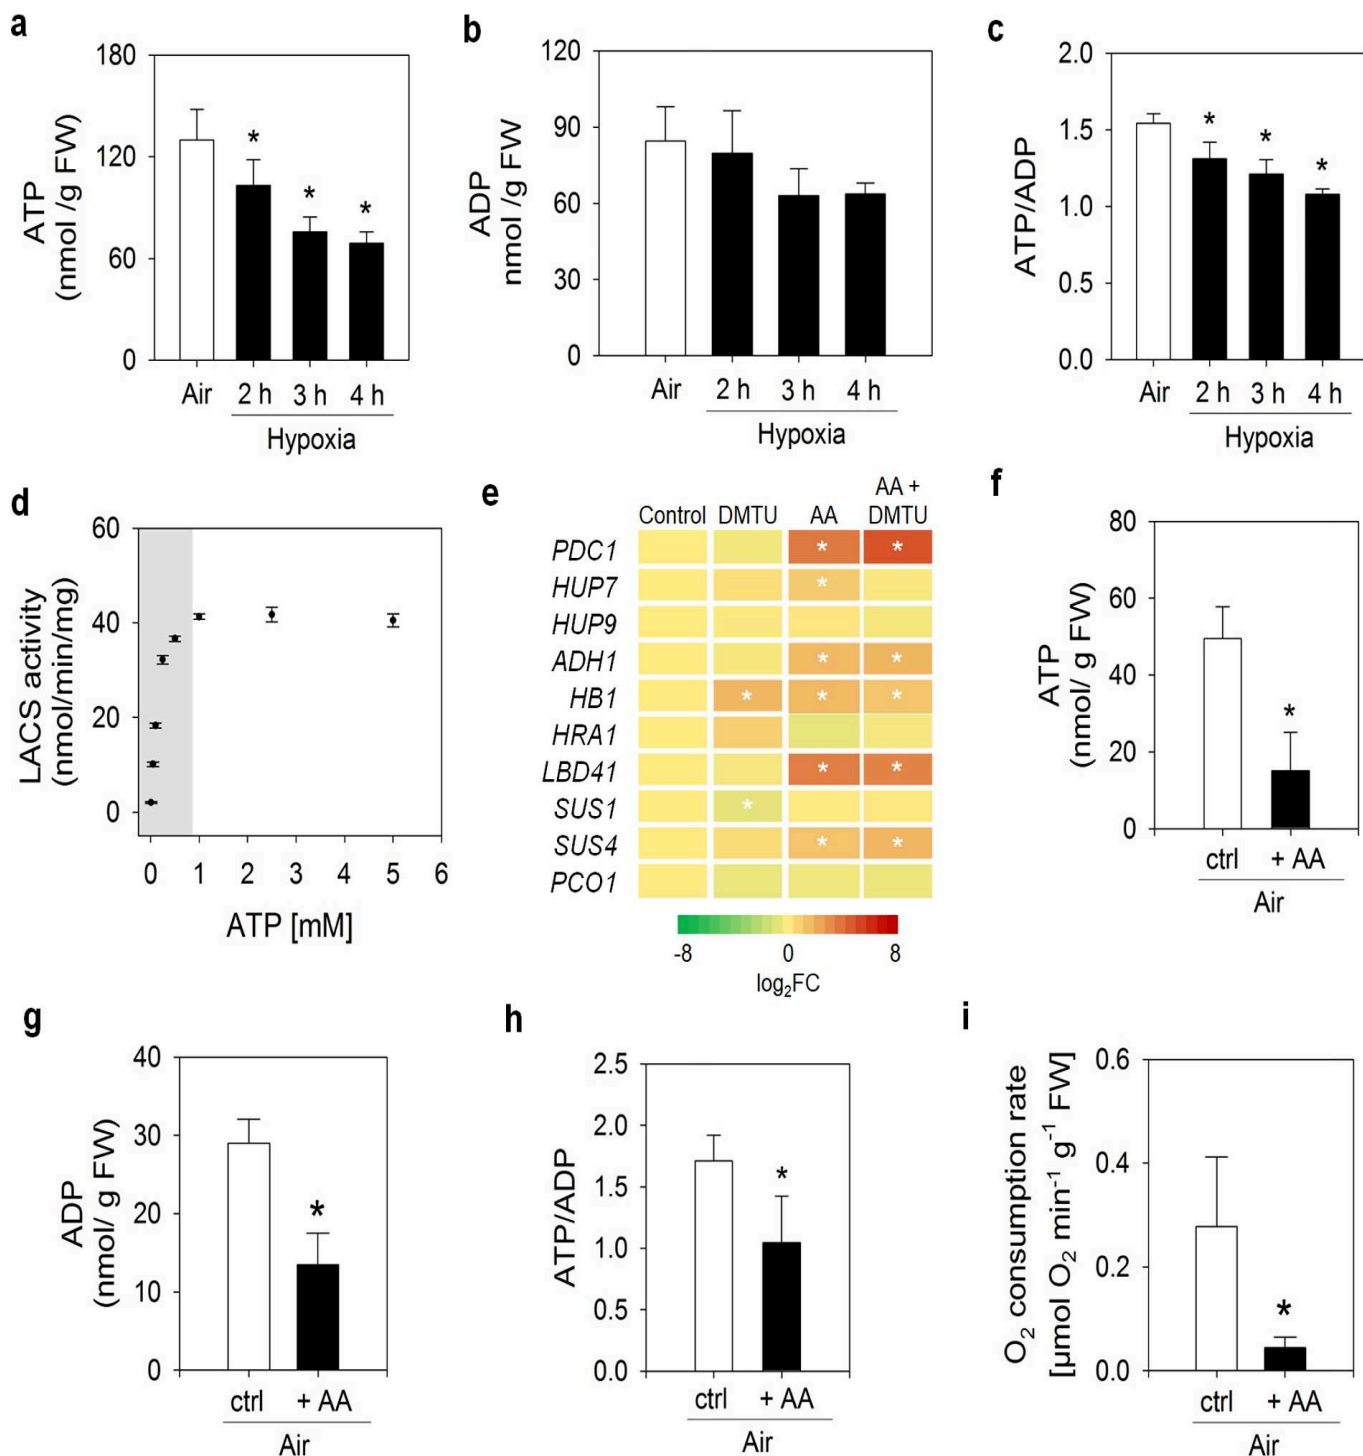 a
180
120
60
0
ATP
(nmol /g FW)
*
*
*
Air
2 h
3 h
4 h
Hypoxia
b
120
90
60
30
0
ADP
nmol /g FW
Air
2 h
3 h
4 h
Hypoxia
c
2.0
1.5
1.0
0.5
0.0
ATP/ADP
*
*
*
Air
2 h
3 h
4 h
Hypoxia
d
60
40
20
0
LACS activity
(nmol/min/mg)
0 1 2 3 4 5 6
ATP [mM]
e
Control
DMTU
AA
AA +
DMTU
PDC1 * *
HUP7 *
HUP9
ADH1 * *
HB1 * * *
HRA1
LBD41 * *
SUS1 *
SUS4 * *
PCO1
-8 0 8
log₂FC
f
80
60
40
20
0
ATP
(nmol/ g FW)
*
ctrl + AA
Air
g
40
30
20
10
0
ADP
(nmol/ g FW)
*
ctrl + AA
Air
h
2.5
2.0
1.5
1.0
0.5
0.0
ATP/ADP
*
ctrl + AA
Air
i
0.6
0.4
0.2
0.0
O₂ consumption rate
[µmol O₂ min⁻¹ g⁻¹ FW]
*
ctrl + AA
Air